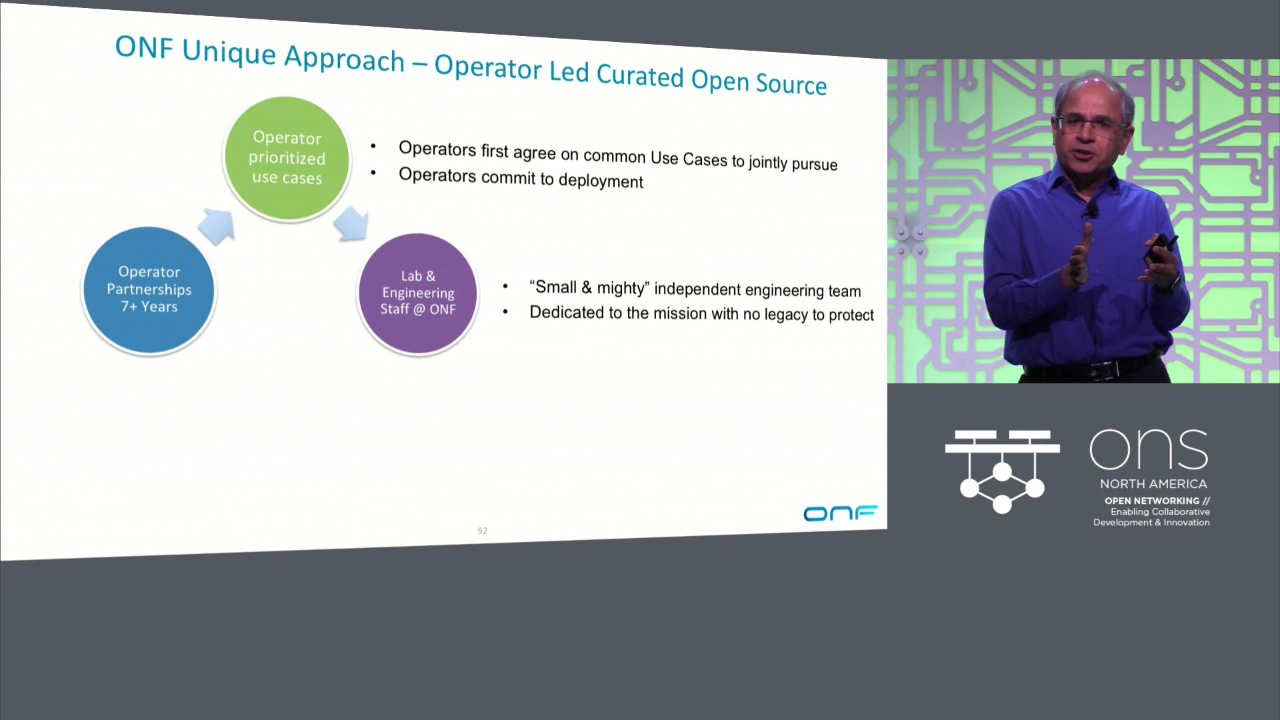 ONF Unique Approach – Operator Led Curated Open Source
Operator
prioritized
use cases
• Operators first agree on common Use Cases to jointly pursue
• Operators commit to deployment
Operator
Partnerships
7+ Years
Lab &
Engineering
Staff @ ONF
• “Small & mighty” independent engineering team
• Dedicated to the mission with no legacy to protect
92
ONF
ons
NORTH AMERICA
OPEN NETWORKING //
Enabling Collaborative
Development & Innovation